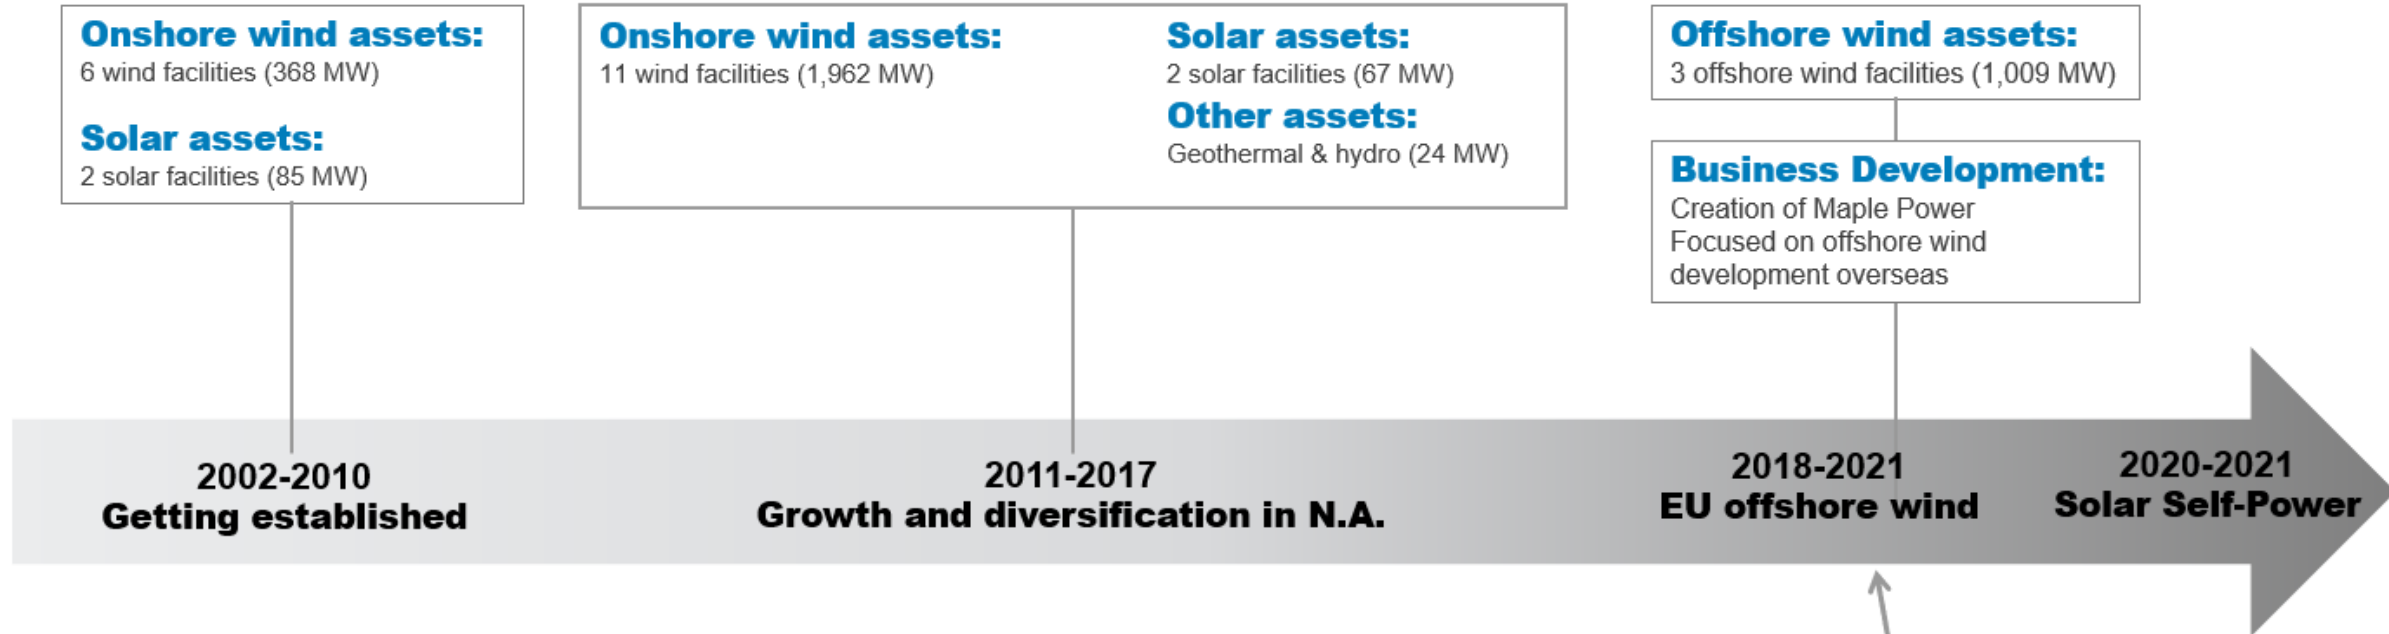 Onshore wind assets:
6 wind facilities (368 MW)
Solar assets:
2 solar facilities (85 MW)
Onshore wind assets:
11 wind facilities (1,962 MW)
Solar assets:
2 solar facilities (67 MW)
Other assets:
Geothermal & hydro (24 MW)
Offshore wind assets:
3 offshore wind facilities (1,009 MW)
Business Development:
Creation of Maple Power
Focused on offshore wind
development overseas
2002-2010
Getting established
2011-2017
Growth and diversification in N.A.
2018-2021
EU offshore wind
2020-2021
Solar Self-Power